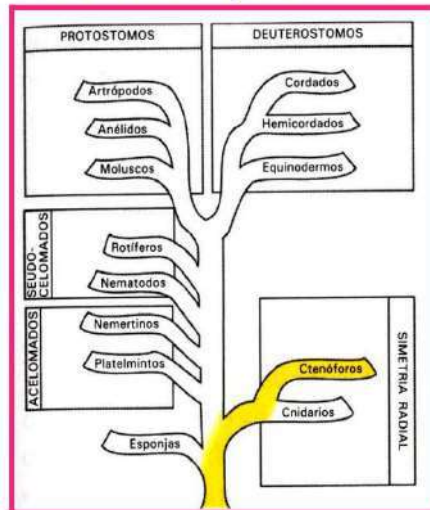 PROTOSTOMOS
DEUTEROSTOMOS
Artrópodos
Anélidos
Moluscos
Cordados
Hemicordados
Equinodermos
SEUDO-
CELOMADOS
Rotíferos
Nematodos
ACELOMADOS
Nemertinos
Platelmintos
Esponjas
Ctenóforos
Cnidarios
SIMETRIA RADIAL